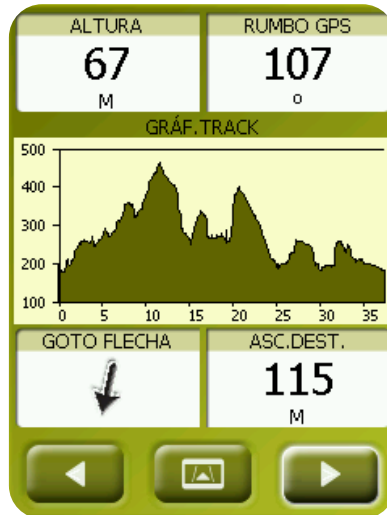 ALTURA
67
M
RUMBO GPS
107
o
GRÁF.TRACK
500
400
300
200
100
0 5 10 15 20 25 30 35
GOTO FLECHA
ASC.DEST.
115
M